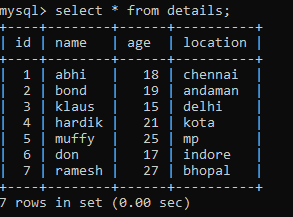 mysql> select * from details;
+----+--------+------+----------+
| id | name   | age  | location |
+----+--------+------+----------+
|  1 | abhi   |   18 | chennai  |
|  2 | bond   |   19 | andaman  |
|  3 | klaus  |   15 | delhi    |
|  4 | hardik |   21 | kota     |
|  5 | muffy  |   25 | mp       |
|  6 | don    |   17 | indore   |
|  7 | ramesh |   27 | bhopal   |
+----+--------+------+----------+
7 rows in set (0.00 sec)